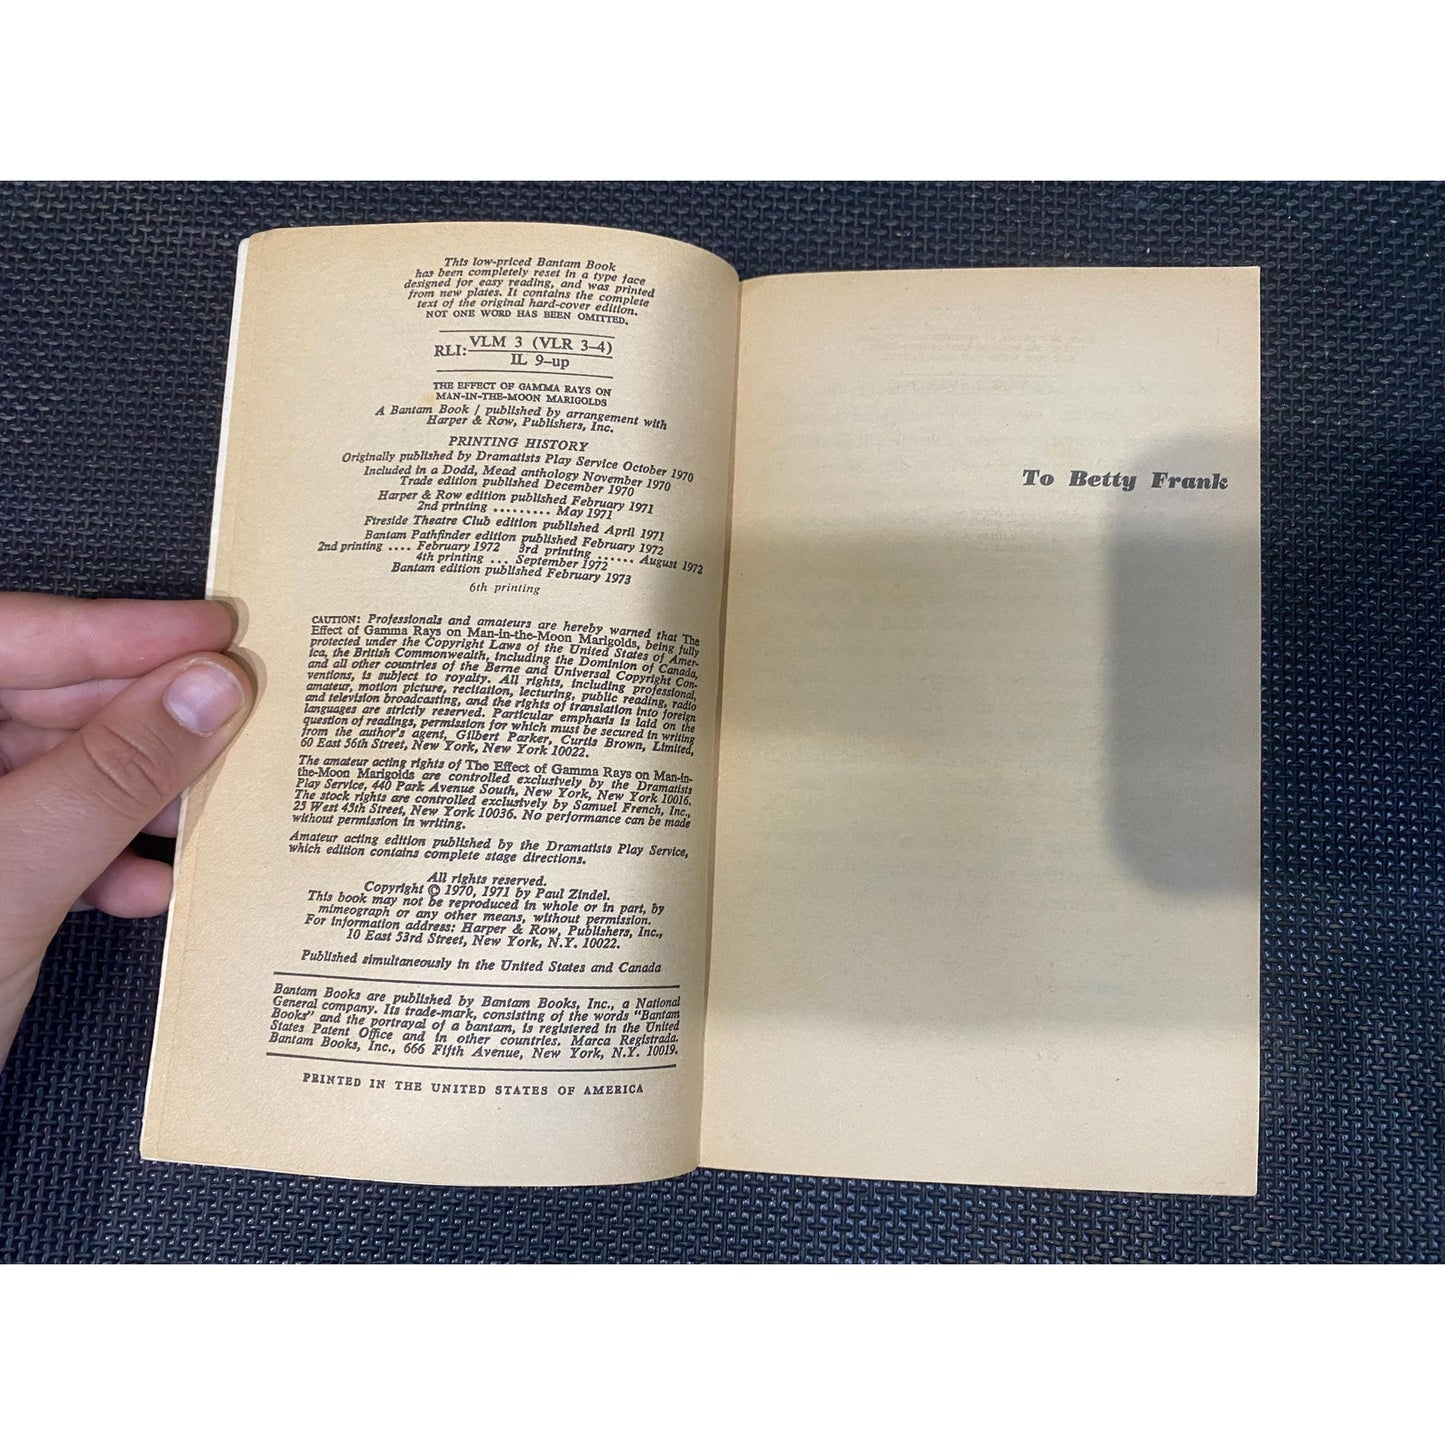 This low-priced Bantam Book
has been completely reset in a type face
designed for easy reading, and was printed
from new plates. It contains the complete
text of the original hard-cover edition.
NOT ONE WORD HAS BEEN OMITTED.
VLM 3 (VLR 3–4)
RLI:
IL 9–up
THE EFFECT OF GAMMA RAYS ON
MAN-IN-THE-MOON MARIGOLDS
A Bantam Book / published by arrangement with
Harper & Row, Publishers, Inc.
PRINTING HISTORY
Originally published by Dramatists Play Service October 1970
Included in a Dodd, Mead anthology November 1970
Trade edition published December 1970
Harper & Row edition published February 1971
2nd printing ......... May 1971
Fireside Theatre Club edition published April 1971
Bantam Pathfinder edition published February 1972
2nd printing .... February 1972 3rd printing ...... August 1972
4th printing ... September 1972
Bantam edition published February 1973
6th printing
CAUTION: Professionals and amateurs are hereby warned that The
Effect of Gamma Rays on Man-in-the-Moon Marigolds, being fully
protected under the Copyright Laws of the United States of Amer-
ica, the British Commonwealth, including the Dominion of Canada,
and all other countries of the Berne and Universal Copyright Con-
ventions, is subject to royalty. All rights, including professional,
amateur, motion picture, recitation, lecturing, public reading, radio
and television broadcasting, and the rights of translation into foreign
languages are strictly reserved. Particular emphasis is laid on the
question of readings, permission for which must be secured in writing
from the author's agent, Gilbert Parker, Curtis Brown, Limited,
60 East 56th Street, New York, New York 10022.
The amateur acting rights of The Effect of Gamma Rays on Man-in-
the-Moon Marigolds are controlled exclusively by the Dramatists
Play Service, 440 Park Avenue South, New York, New York 10016.
The stock rights are controlled exclusively by Samuel French, Inc.,
25 West 45th Street, New York 10036. No performance can be made
without permission in writing.
Amateur acting edition published by the Dramatists Play Service,
which edition contains complete stage directions.
All rights reserved.
Copyright © 1970, 1971 by Paul Zindel.
This book may not be reproduced in whole or in part, by
mimeograph or any other means, without permission.
For information address: Harper & Row, Publishers, Inc.,
10 East 53rd Street, New York, N.Y. 10022.
Published simultaneously in the United States and Canada
Bantam Books are published by Bantam Books, Inc., a National
General company. Its trade-mark, consisting of the words "Bantam
Books" and the portrayal of a bantam, is registered in the United
States Patent Office and in other countries. Marca Registrada.
Bantam Books, Inc., 666 Fifth Avenue, New York, N.Y. 10019.
PRINTED IN THE UNITED STATES OF AMERICA
To Betty Frank